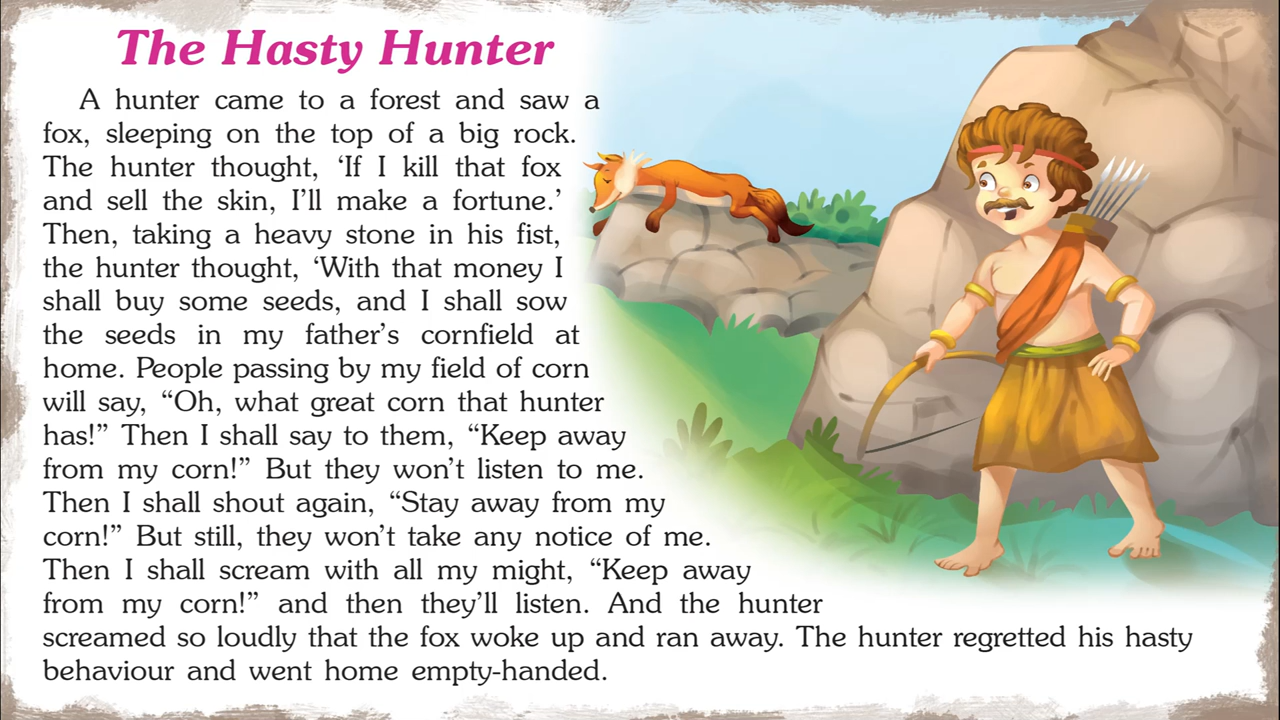 The Hasty Hunter
A hunter came to a forest and saw a
fox, sleeping on the top of a big rock.
The hunter thought, ‘If I kill that fox
and sell the skin, I’ll make a fortune.’
Then, taking a heavy stone in his fist,
the hunter thought, ‘With that money I
shall buy some seeds, and I shall sow
the seeds in my father’s cornfield at
home. People passing by my field of corn
will say, “Oh, what great corn that hunter
has!” Then I shall say to them, “Keep away
from my corn!” But they won’t listen to me.
Then I shall shout again, “Stay away from my
corn!” But still, they won’t take any notice of me.
Then I shall scream with all my might, “Keep away
from my corn!” and then they’ll listen. And the hunter
screamed so loudly that the fox woke up and ran away. The hunter regretted his hasty
behaviour and went home empty-handed.